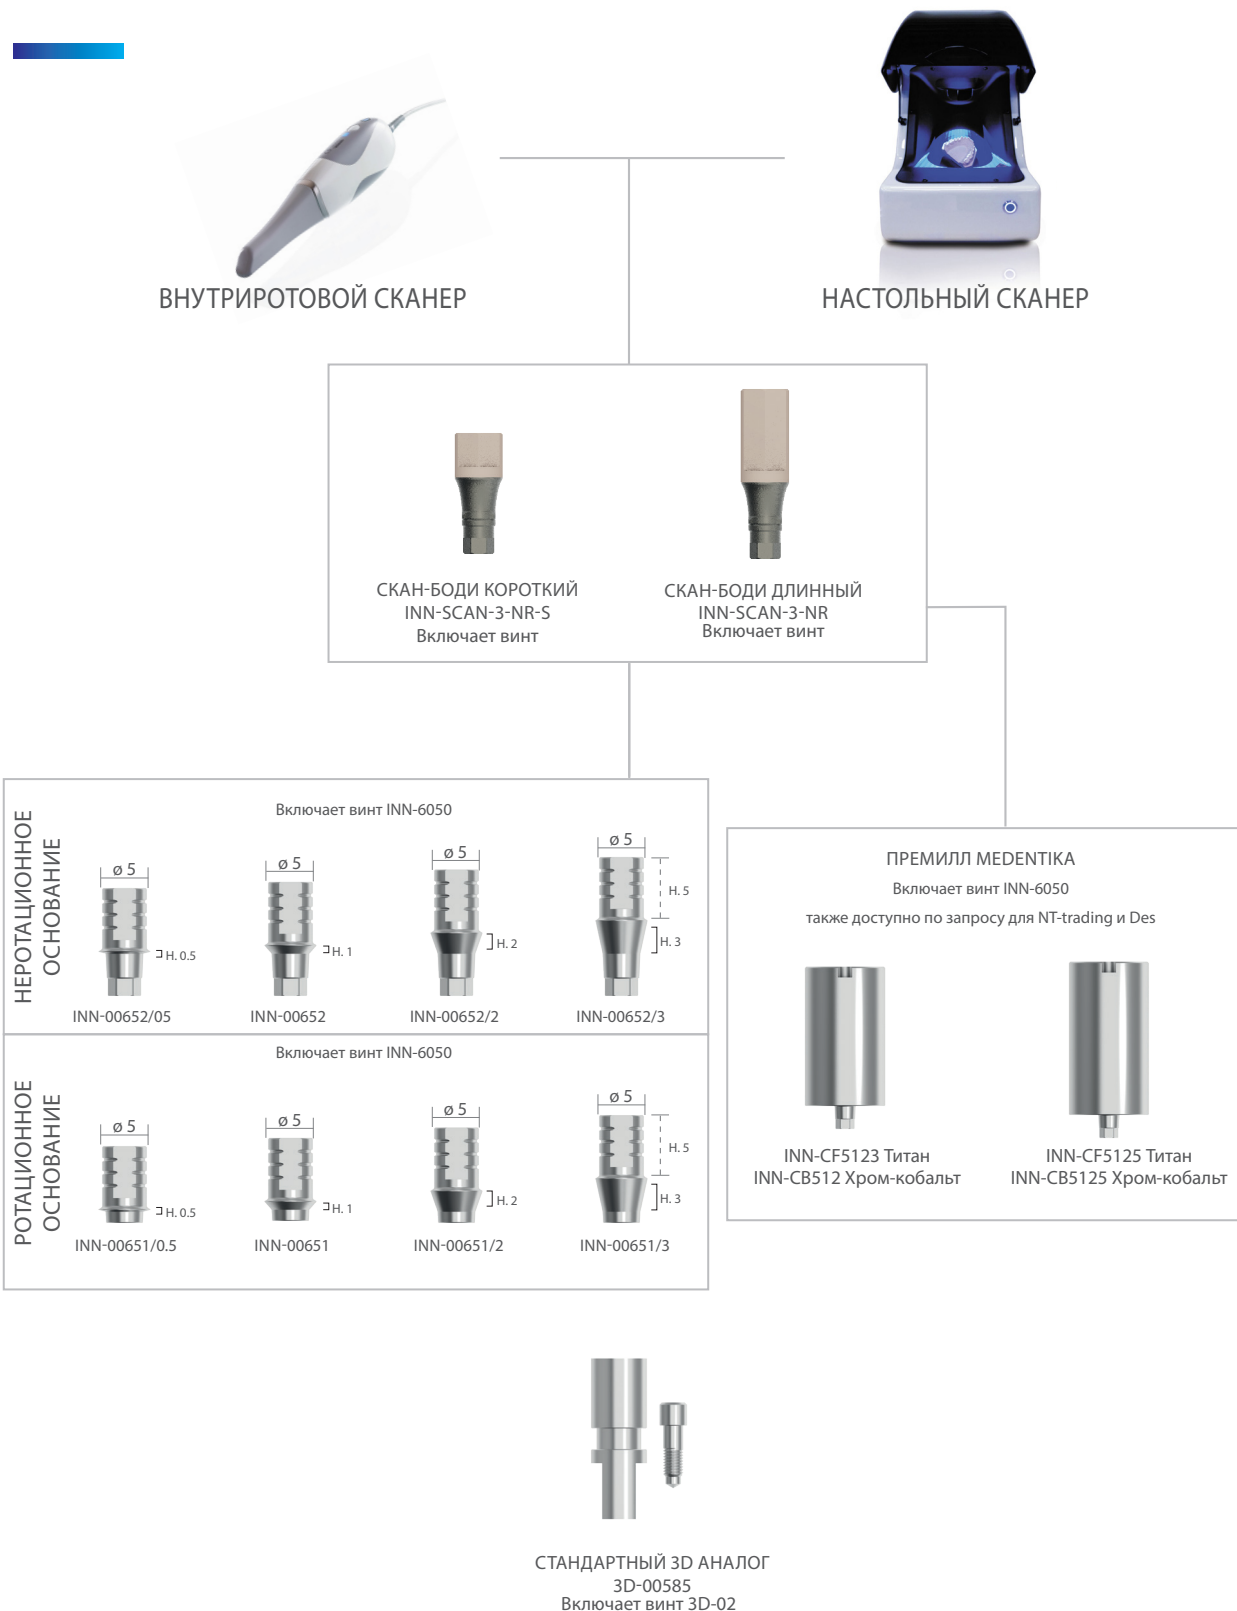 ВНУТРИРОТОВОЙ СКАНЕР
НАСТОЛЬНЫЙ СКАНЕР
СКАН-БОДИ КОРОТКИЙ
INN-SCAN-3-NR-S
Включает винт
СКАН-БОДИ ДЛИННЫЙ
INN-SCAN-3-NR
Включает винт
НЕРОТАЦИОННОЕ
ОСНОВАНИЕ
Включает винт INN-6050
ø 5
H. 0.5
INN-00652/05
ø 5
H. 1
INN-00652
ø 5
H. 2
INN-00652/2
ø 5
H. 5
H. 3
INN-00652/3
РОТАЦИОННОЕ
ОСНОВАНИЕ
Включает винт INN-6050
ø 5
H. 0.5
INN-00651/0.5
ø 5
H. 1
INN-00651
ø 5
H. 2
INN-00651/2
ø 5
H. 5
H. 3
INN-00651/3
ПРЕМИЛЛ MEDENTIKA
Включает винт INN-6050
также доступно по запросу для NT-trading и Des
INN-CF5123 Титан
INN-CB512 Хром-кобальт
INN-CF5125 Титан
INN-CB5125 Хром-кобальт
СТАНДАРТНЫЙ 3D АНАЛОГ
3D-00585
Включает винт 3D-02